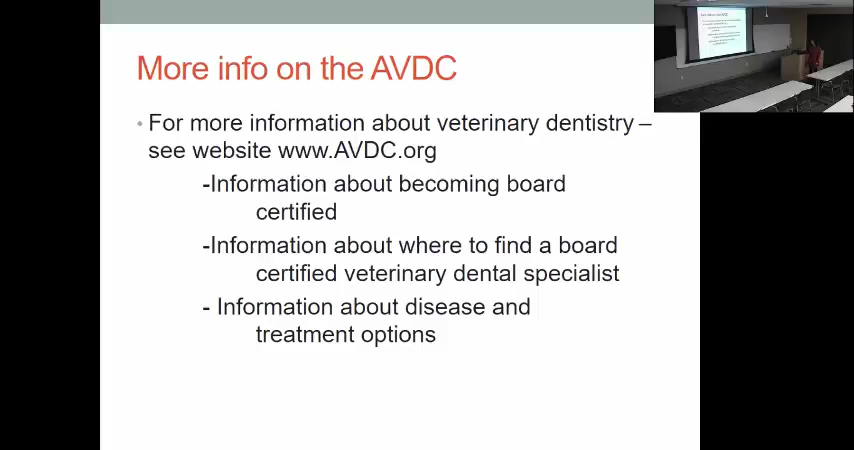 More info on the AVDC
• For more information about veterinary dentistry –
see website www.AVDC.org
-Information about becoming board
certified
-Information about where to find a board
certified veterinary dental specialist
- Information about disease and
treatment options